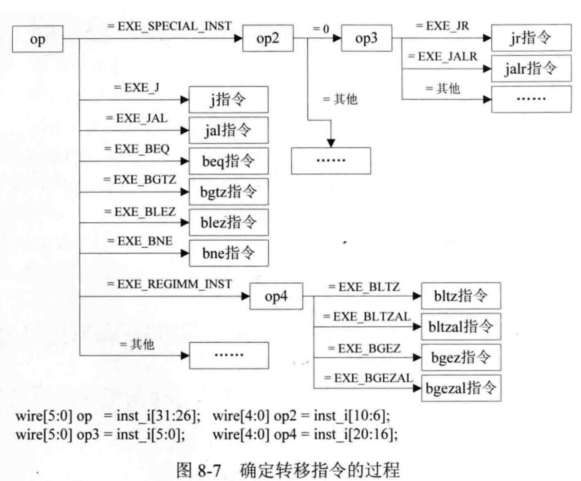 op
= EXE_SPECIAL_INST
op2
=0
op3
= EXE_JR
jr指令
= EXE_JALR
jalr指令
= 其他
......
= 其他
......
= EXE_J
j指令
= EXE_JAL
jal指令
= EXE_BEQ
beq指令
= EXE_BGTZ
bgtz指令
= EXE_BLEZ
blez指令
= EXE_BNE
bne指令
= EXE_REGIMM_INST
op4
= EXE_BLTZ
bltz指令
= EXE_BLTZAL
bltzal指令
= EXE_BGEZ
bgez指令
= EXE_BGEZAL
bgezal指令
= 其他
......
wire[5:0] op = inst_i[31:26]; wire[4:0] op2 = inst_i[10:6];
wire[5:0] op3 = inst_i[5:0]; wire[4:0] op4 = inst_i[20:16];
图 8-7 确定转移指令的过程